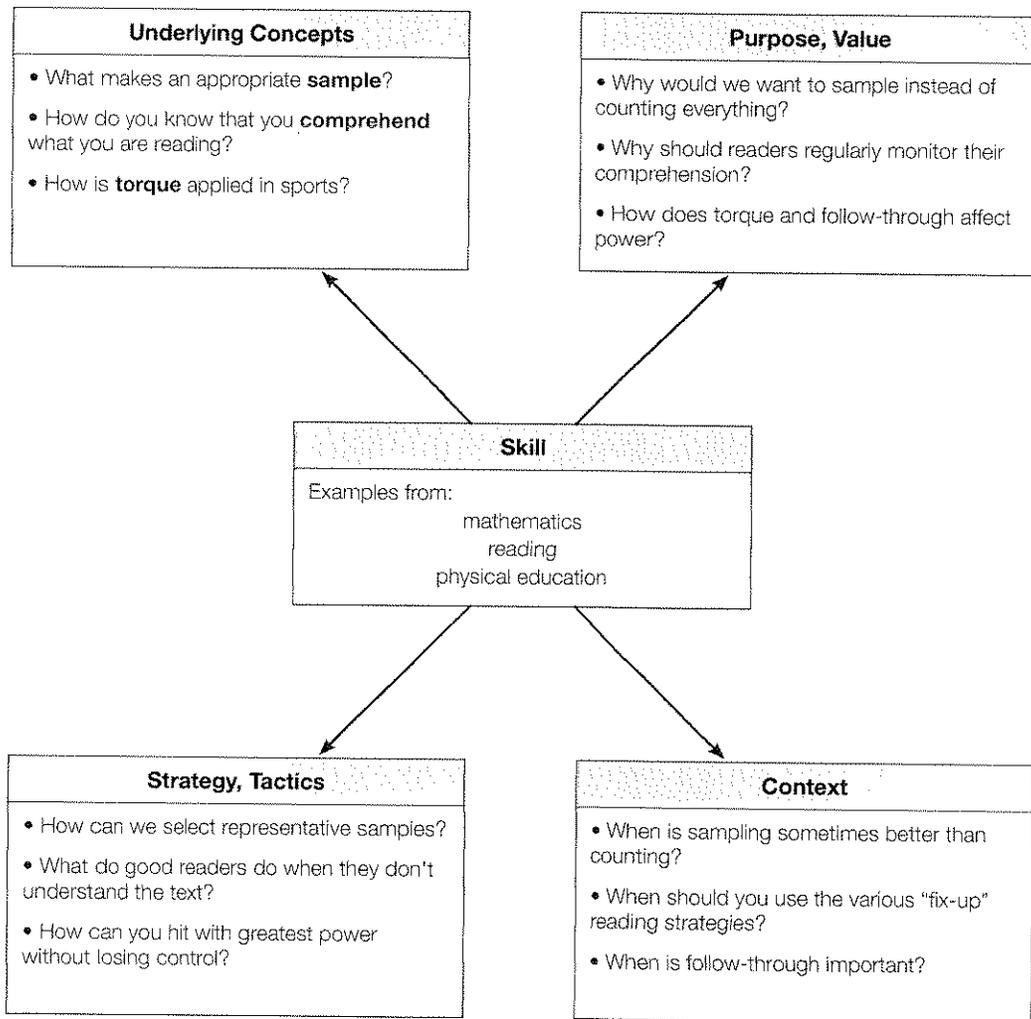 Underlying Concepts
• What makes an appropriate sample?
• How do you know that you comprehend
what you are reading?
• How is torque applied in sports?
Purpose, Value
• Why would we want to sample instead of
counting everything?
• Why should readers regularly monitor their
comprehension?
• How does torque and follow-through affect
power?
Skill
Examples from:
mathematics
reading
physical education
Strategy, Tactics
• How can we select representative samples?
• What do good readers do when they don't
understand the text?
• How can you hit with greatest power
without losing control?
Context
• When is sampling sometimes better than
counting?
• When should you use the various "fix-up"
reading strategies?
• When is follow-through important?